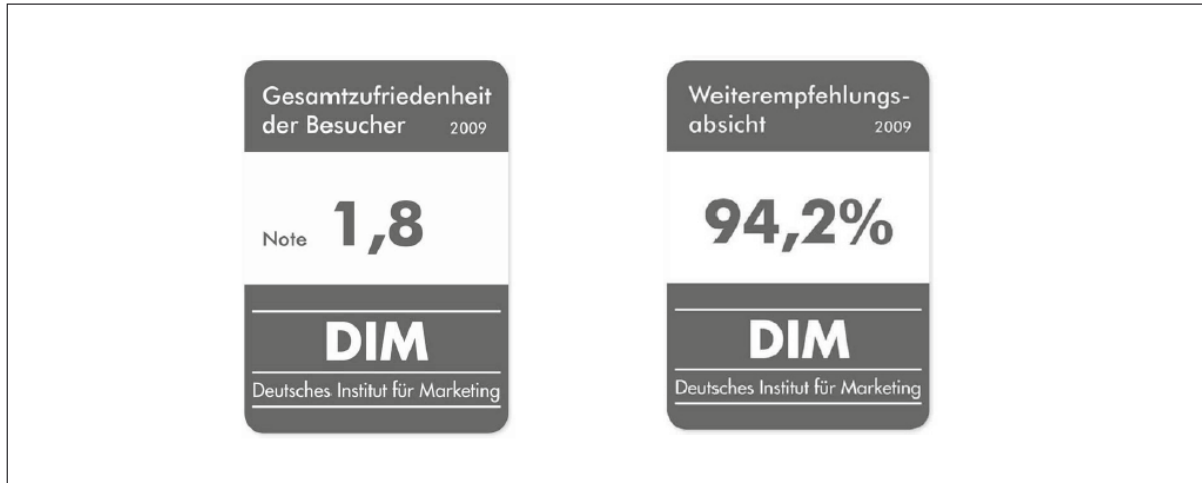 Gesamtzufriedenheit
der Besucher 2009
Note 1,8
DIM
Deutsches Institut für Marketing
Weiterempfehlungs-
absicht 2009
94,2%
DIM
Deutsches Institut für Marketing